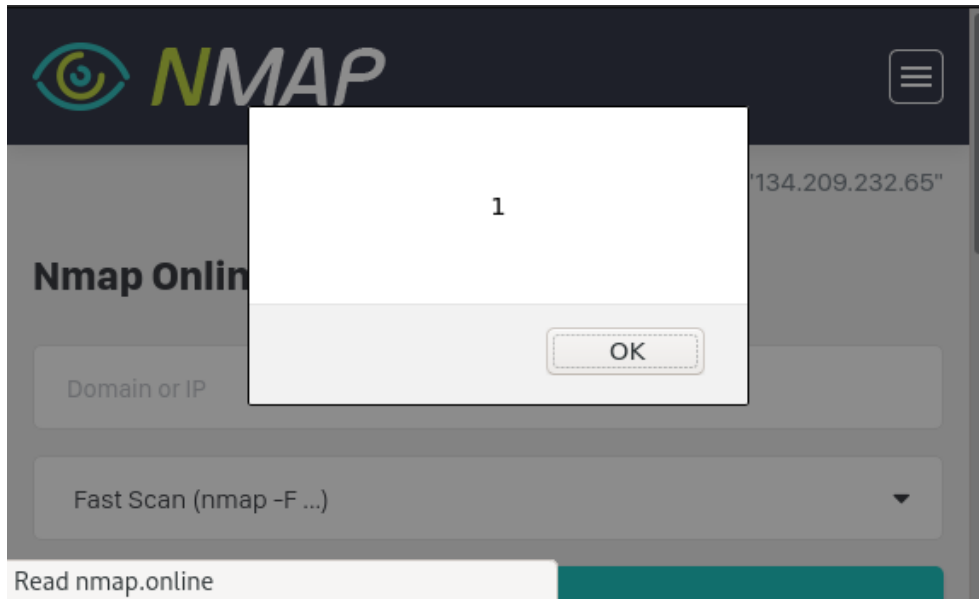 NMAP
"134.209.232.65"
1
Nmap Onlin
OK
Domain or IP
Fast Scan (nmap -F ...)
Read nmap.online